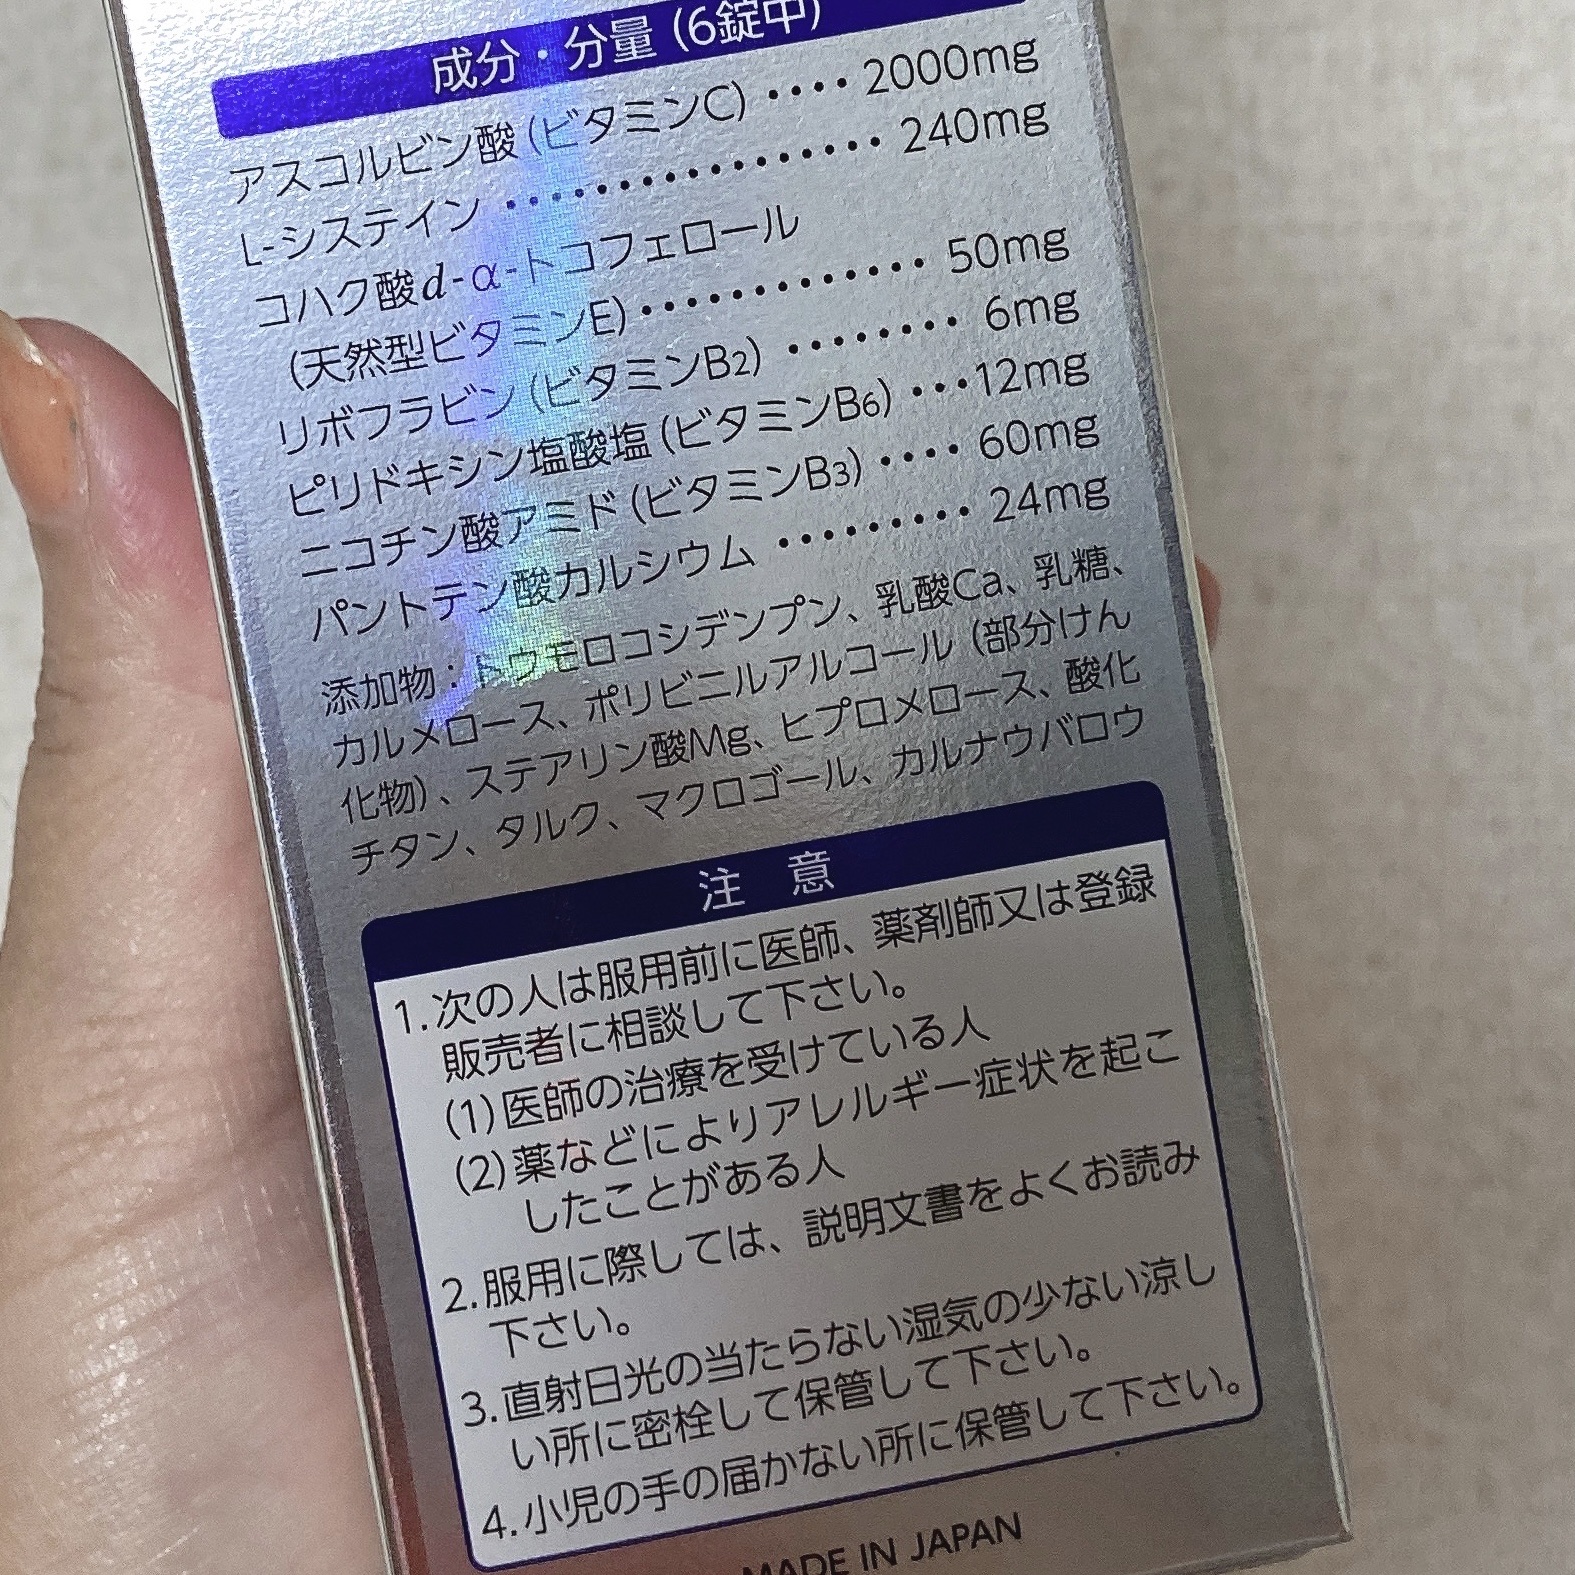 成分・分量 (6錠中)
アスコルビン酸 (ビタミンC) ････ 2000mg
L-システイン ･････････････････ 240mg
コハク酸d-α-トコフェロール
(天然型ビタミンE) ･････････････ 50mg
リボフラビン (ビタミンB2) ････････ 6mg
ピリドキシン塩酸塩 (ビタミンB6) ･･･12mg
ニコチン酸アミド (ビタミンB3) ････ 60mg
パントテン酸カルシウム ･････････ 24mg
添加物：トウモロコシデンプン、乳酸Ca、乳糖、
カルメロース、ポリビニルアルコール (部分けん
化物) 、ステアリン酸Mg、ヒプロメロース、酸化
チタン、タルク、マクロゴール、カルナウバロウ
注 意
1. 次の人は服用前に医師、薬剤師又は登録
販売者に相談して下さい。
(1) 医師の治療を受けている人
(2) 薬などによりアレルギー症状を起こ
したことがある人
2. 服用に際しては、説明文書をよくお読み
下さい。
3. 直射日光の当たらない湿気の少ない涼し
い所に密栓して保管して下さい。
4. 小児の手の届かない所に保管して下さい。
MADE IN JAPAN